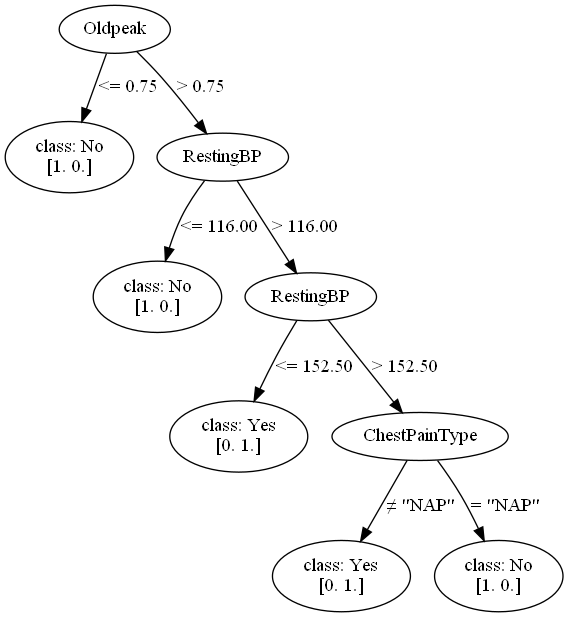 Oldpeak
<= 0.75
> 0.75
class: No
[1. 0.]
RestingBP
<= 116.00
> 116.00
class: No
[1. 0.]
RestingBP
<= 152.50
> 152.50
class: Yes
[0. 1.]
ChestPainType
≠ "NAP"
= "NAP"
class: Yes
[0. 1.]
class: No
[1. 0.]